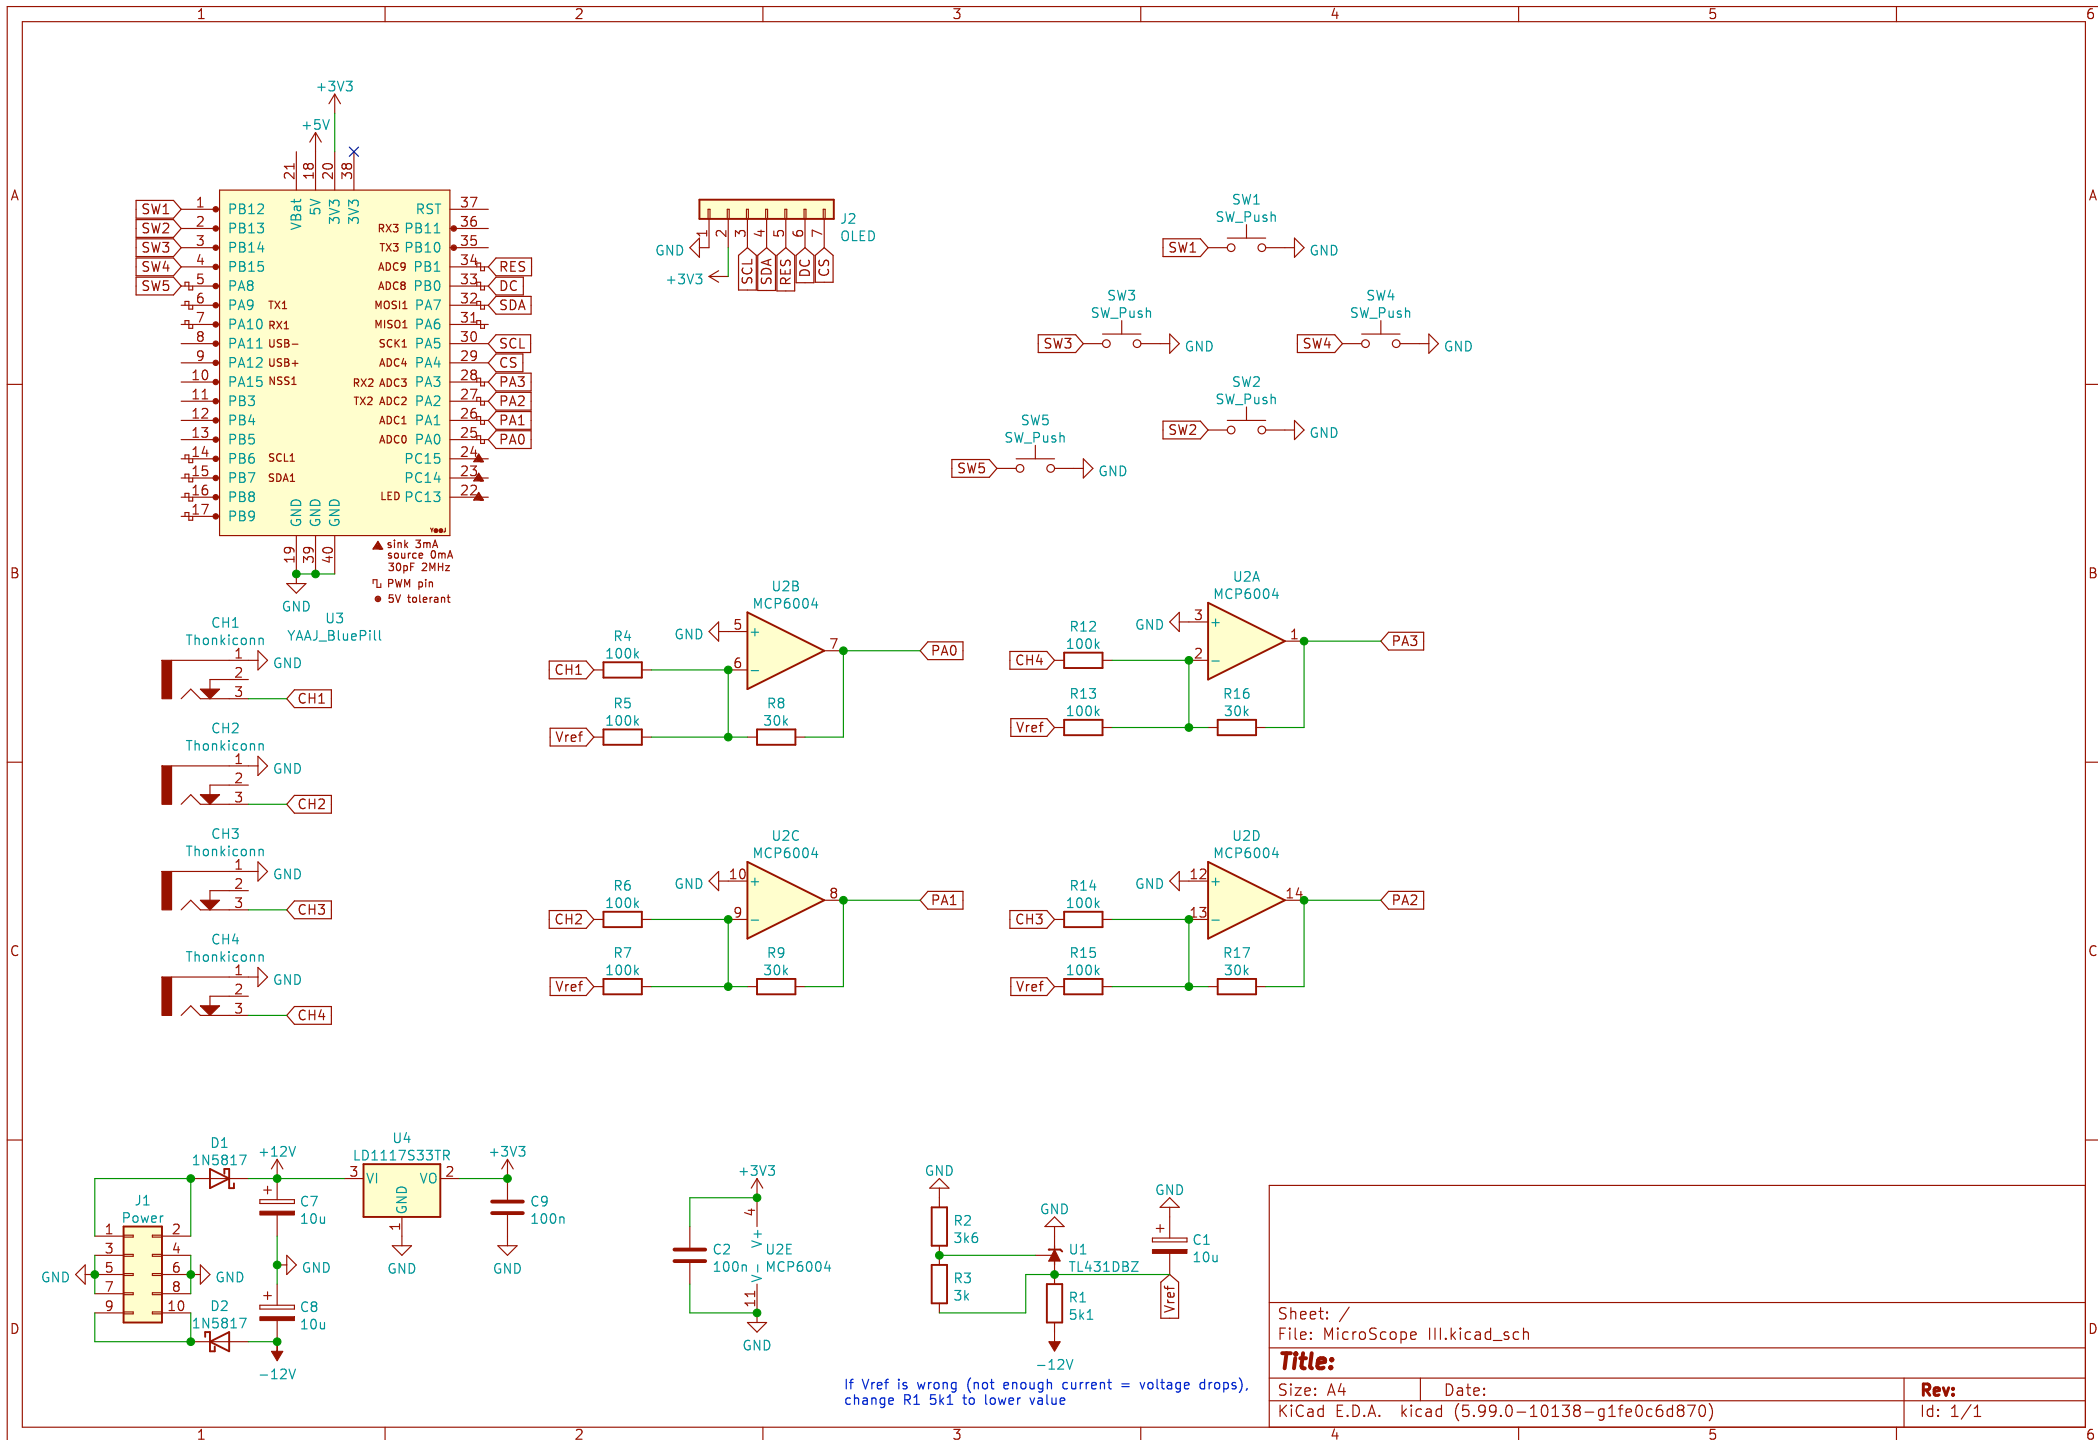 1 2 3 4 5 6
A
B
C
D
+3V3
+5V
21 18 20 38
VBat 5V 3V3 3V3
SW1 1 PB12
SW2 2 PB13
SW3 3 PB14
SW4 4 PB15
SW5 5 PA8
6 PA9 TX1
7 PA10 RX1
8 PA11 USB-
9 PA12 USB+
10 PA15 NSS1
11 PB3
12 PB4
13 PB5
14 PB6 SCL1
15 PB7 SDA1
16 PB8
17 PB9
RST 37
RX3 PB11 36
TX3 PB10 35
ADC9 PB1 34 RES
ADC8 PB0 33 DC
MOSI1 PA7 32 SDA
MISO1 PA6 31
SCK1 PA5 30 SCL
ADC4 PA4 29 CS
RX2 ADC3 PA3 28 PA3
TX2 ADC2 PA2 27 PA2
ADC1 PA1 26 PA1
ADC0 PA0 25 PA0
PC15 24
PC14 23
LED PC13 22
GND GND GND
YaaJ
19 39 40
GND
sink 3mA
source 0mA
30pF 2MHz
PWM pin
5V tolerant
U3
YAAJ_BluePill
J2
OLED
1 2 3 4 5 6 7
GND
+3V3
SCL SDA RES DC CS
SW1
SW_Push
SW1 GND
SW3
SW_Push
SW3 GND
SW4
SW_Push
SW4 GND
SW2
SW_Push
SW2 GND
SW5
SW_Push
SW5 GND
CH1
Thonkiconn
1 GND
2
3 CH1
CH2
Thonkiconn
1 GND
2
3 CH2
CH3
Thonkiconn
1 GND
2
3 CH3
CH4
Thonkiconn
1 GND
2
3 CH4
U2B
MCP6004
GND 5 +
7 PA0
R4
100k
CH1 6 -
R5
100k
Vref
R8
30k
U2A
MCP6004
GND 3 +
1 PA3
R12
100k
CH4 2 -
R13
100k
Vref
R16
30k
U2C
MCP6004
GND 10 +
8 PA1
R6
100k
CH2 9 -
R7
100k
Vref
R9
30k
U2D
MCP6004
GND 12 +
14 PA2
R14
100k
CH3 13 -
R15
100k
Vref
R17
30k
D1
1N5817
+12V
U4
LD1117S33TR
3 VI VO 2
GND
1
GND
+3V3
C9
100n
GND
J1
Power
1 2
3 4
5 6
7 8
9 10
GND
GND
+
C7
10u
GND
+
C8
10u
D2
1N5817
-12V
+3V3
4
V+
C2
100n
U2E
MCP6004
V-
11
GND
GND
R2
3k6
R3
3k
GND
U1
TL431DBZ
R1
5k1
-12V
GND
+
C1
10u
Vref
If Vref is wrong (not enough current = voltage drops),
change R1 5k1 to lower value
Sheet: /
File: MicroScope III.kicad_sch
Title:
Size: A4 Date: Rev:
KiCad E.D.A. kicad (5.99.0-10138-g1fe0c6d870) Id: 1/1
A
B
C
D
1 2 3 4 5 6